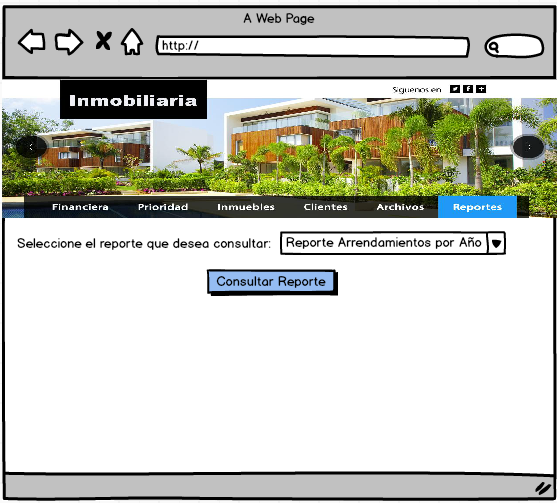 A Web Page
http://
Siguenos en
Inmobiliaria
Financiera Prioridad Inmuebles Clientes Archivos Reportes
Seleccione el reporte que desea consultar: Reporte Arrendamientos por Año
Consultar Reporte